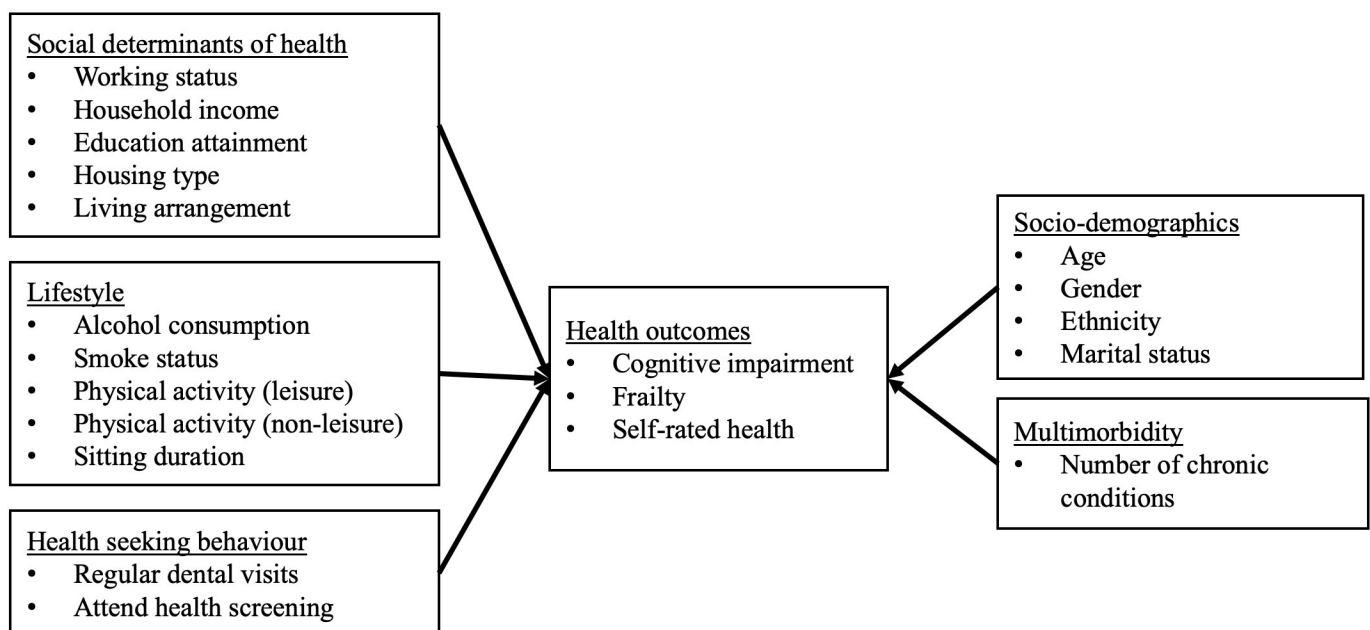 Social determinants of health
• Working status
• Household income
• Education attainment
• Housing type
• Living arrangement
Lifestyle
• Alcohol consumption
• Smoke status
• Physical activity (leisure)
• Physical activity (non-leisure)
• Sitting duration
Health seeking behaviour
• Regular dental visits
• Attend health screening
Health outcomes
• Cognitive impairment
• Frailty
• Self-rated health
Socio-demographics
• Age
• Gender
• Ethnicity
• Marital status
Multimorbidity
• Number of chronic
conditions